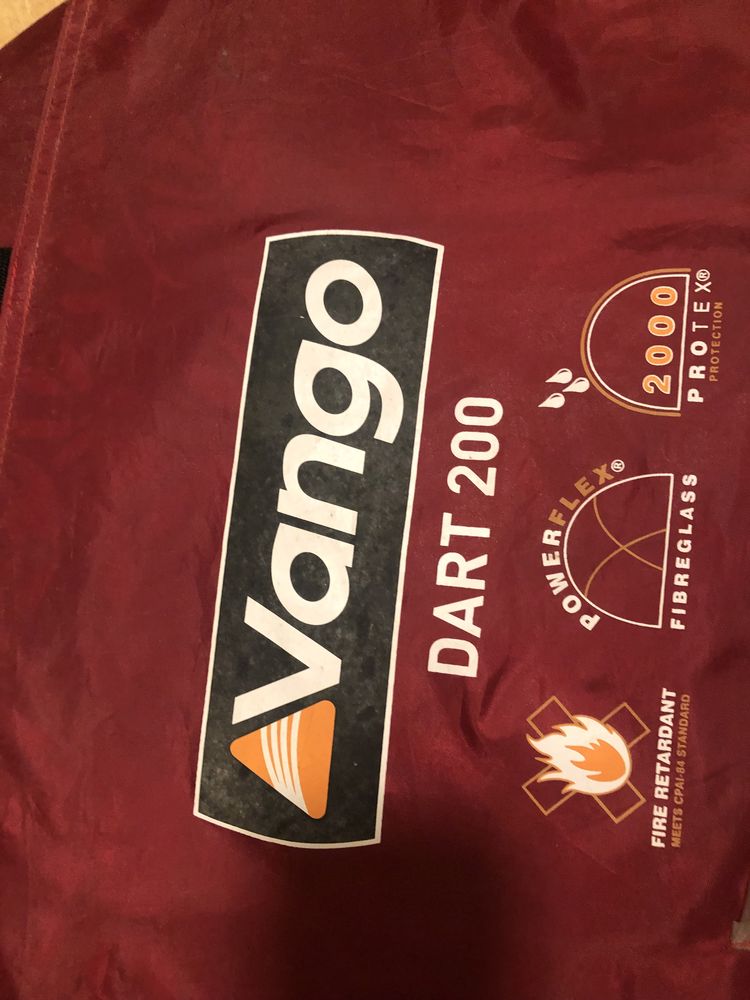 Vango
DART 200
FIRE RETARDANT
MEETS CPAI-84 STANDARD
POWERFLEX®
FIBREGLASS
2000
PROTEX®
PROTECTION